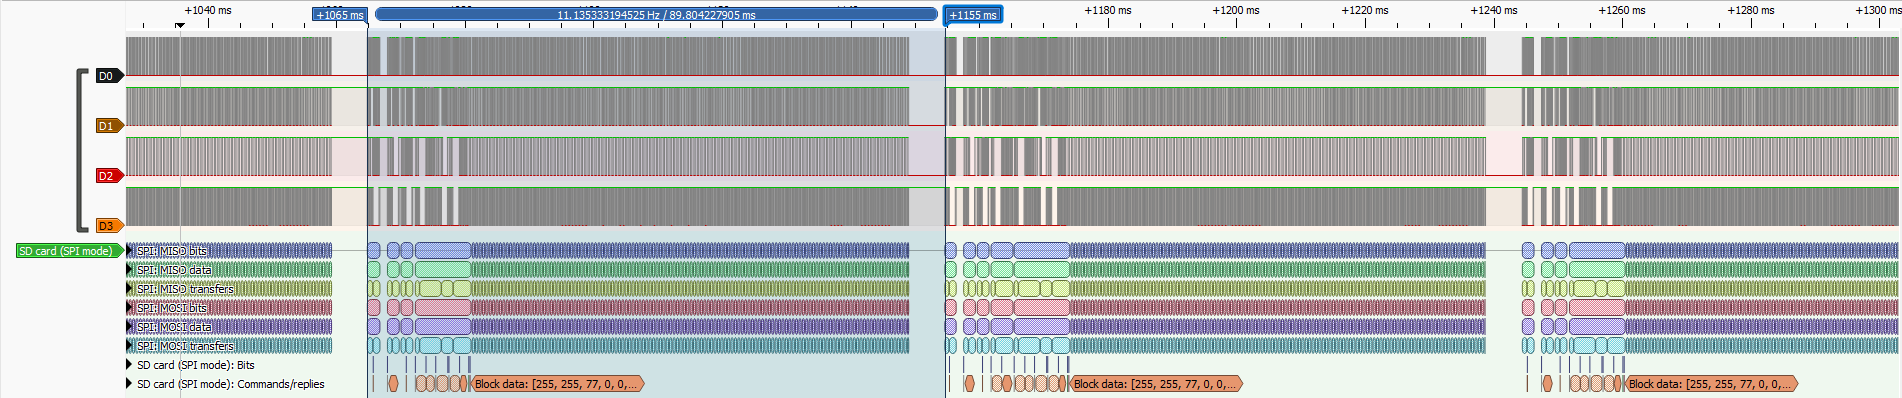 +1040 ms
+1065 ms
11.135333194525 Hz / 89.804227905 ms
+1155 ms
+1180 ms
+1200 ms
+1220 ms
+1240 ms
+1260 ms
+1280 ms
+1300 ms
D0
D1
D2
D3
SD card (SPI mode)
SPI: MISO bits
SPI: MISO data
SPI: MISO transfers
SPI: MOSI bits
SPI: MOSI data
SPI: MOSI transfers
SD card (SPI mode): Bits
SD card (SPI mode): Commands/replies
Block data: [255, 255, 77, 0, 0,...
Block data: [255, 255, 77, 0, 0,...
Block data: [255, 255, 77, 0, 0,...